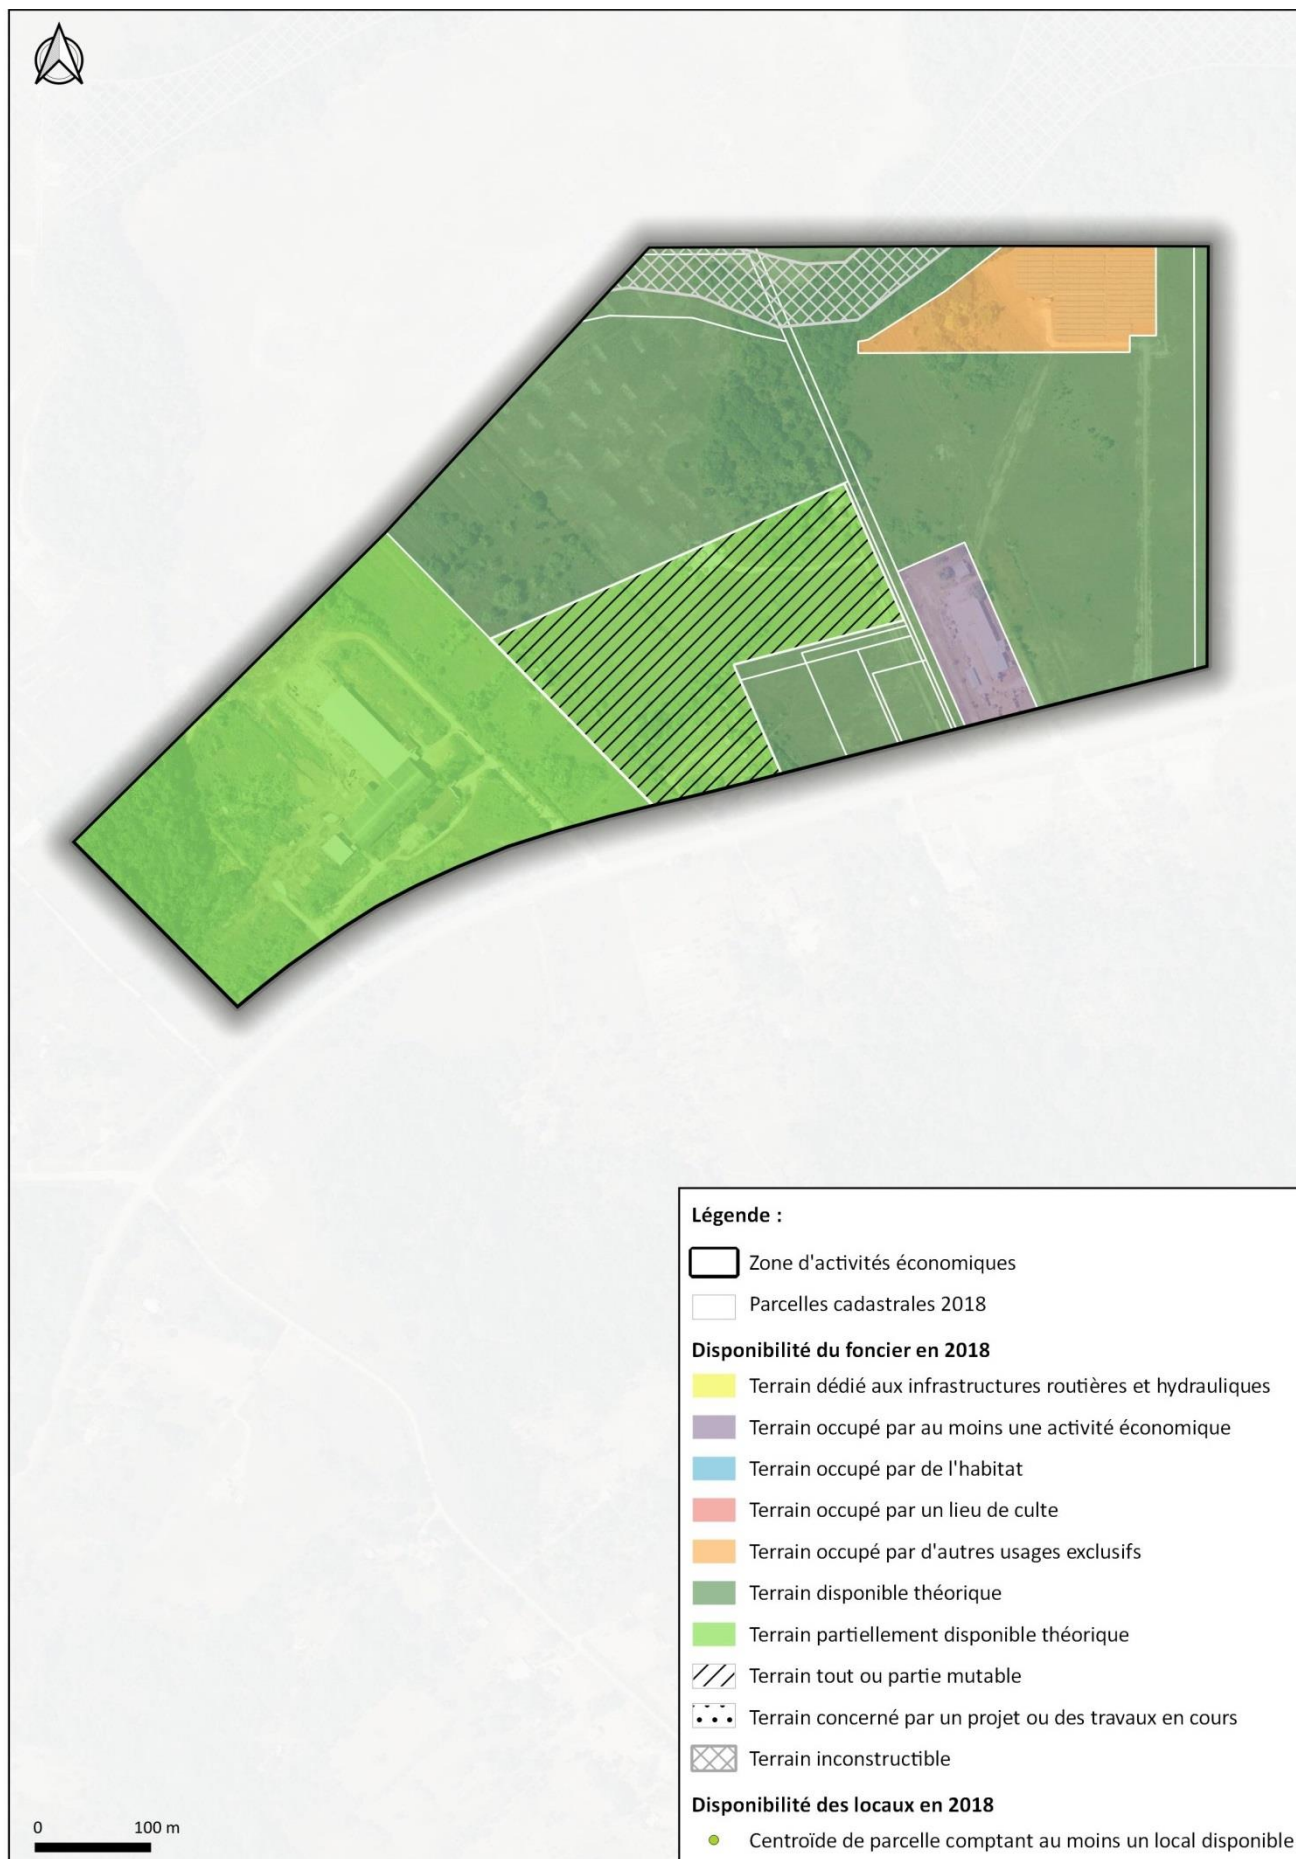 Légende :
Zone d'activités économiques
Parcelles cadastrales 2018
Disponibilité du foncier en 2018
Terrain dédié aux infrastructures routières et hydrauliques
Terrain occupé par au moins une activité économique
Terrain occupé par de l'habitat
Terrain occupé par un lieu de culte
Terrain occupé par d'autres usages exclusifs
Terrain disponible théorique
Terrain partiellement disponible théorique
Terrain tout ou partie mutable
Terrain concerné par un projet ou des travaux en cours
Terrain inconstructible
Disponibilité des locaux en 2018
Centroïde de parcelle comptant au moins un local disponible
0 100 m